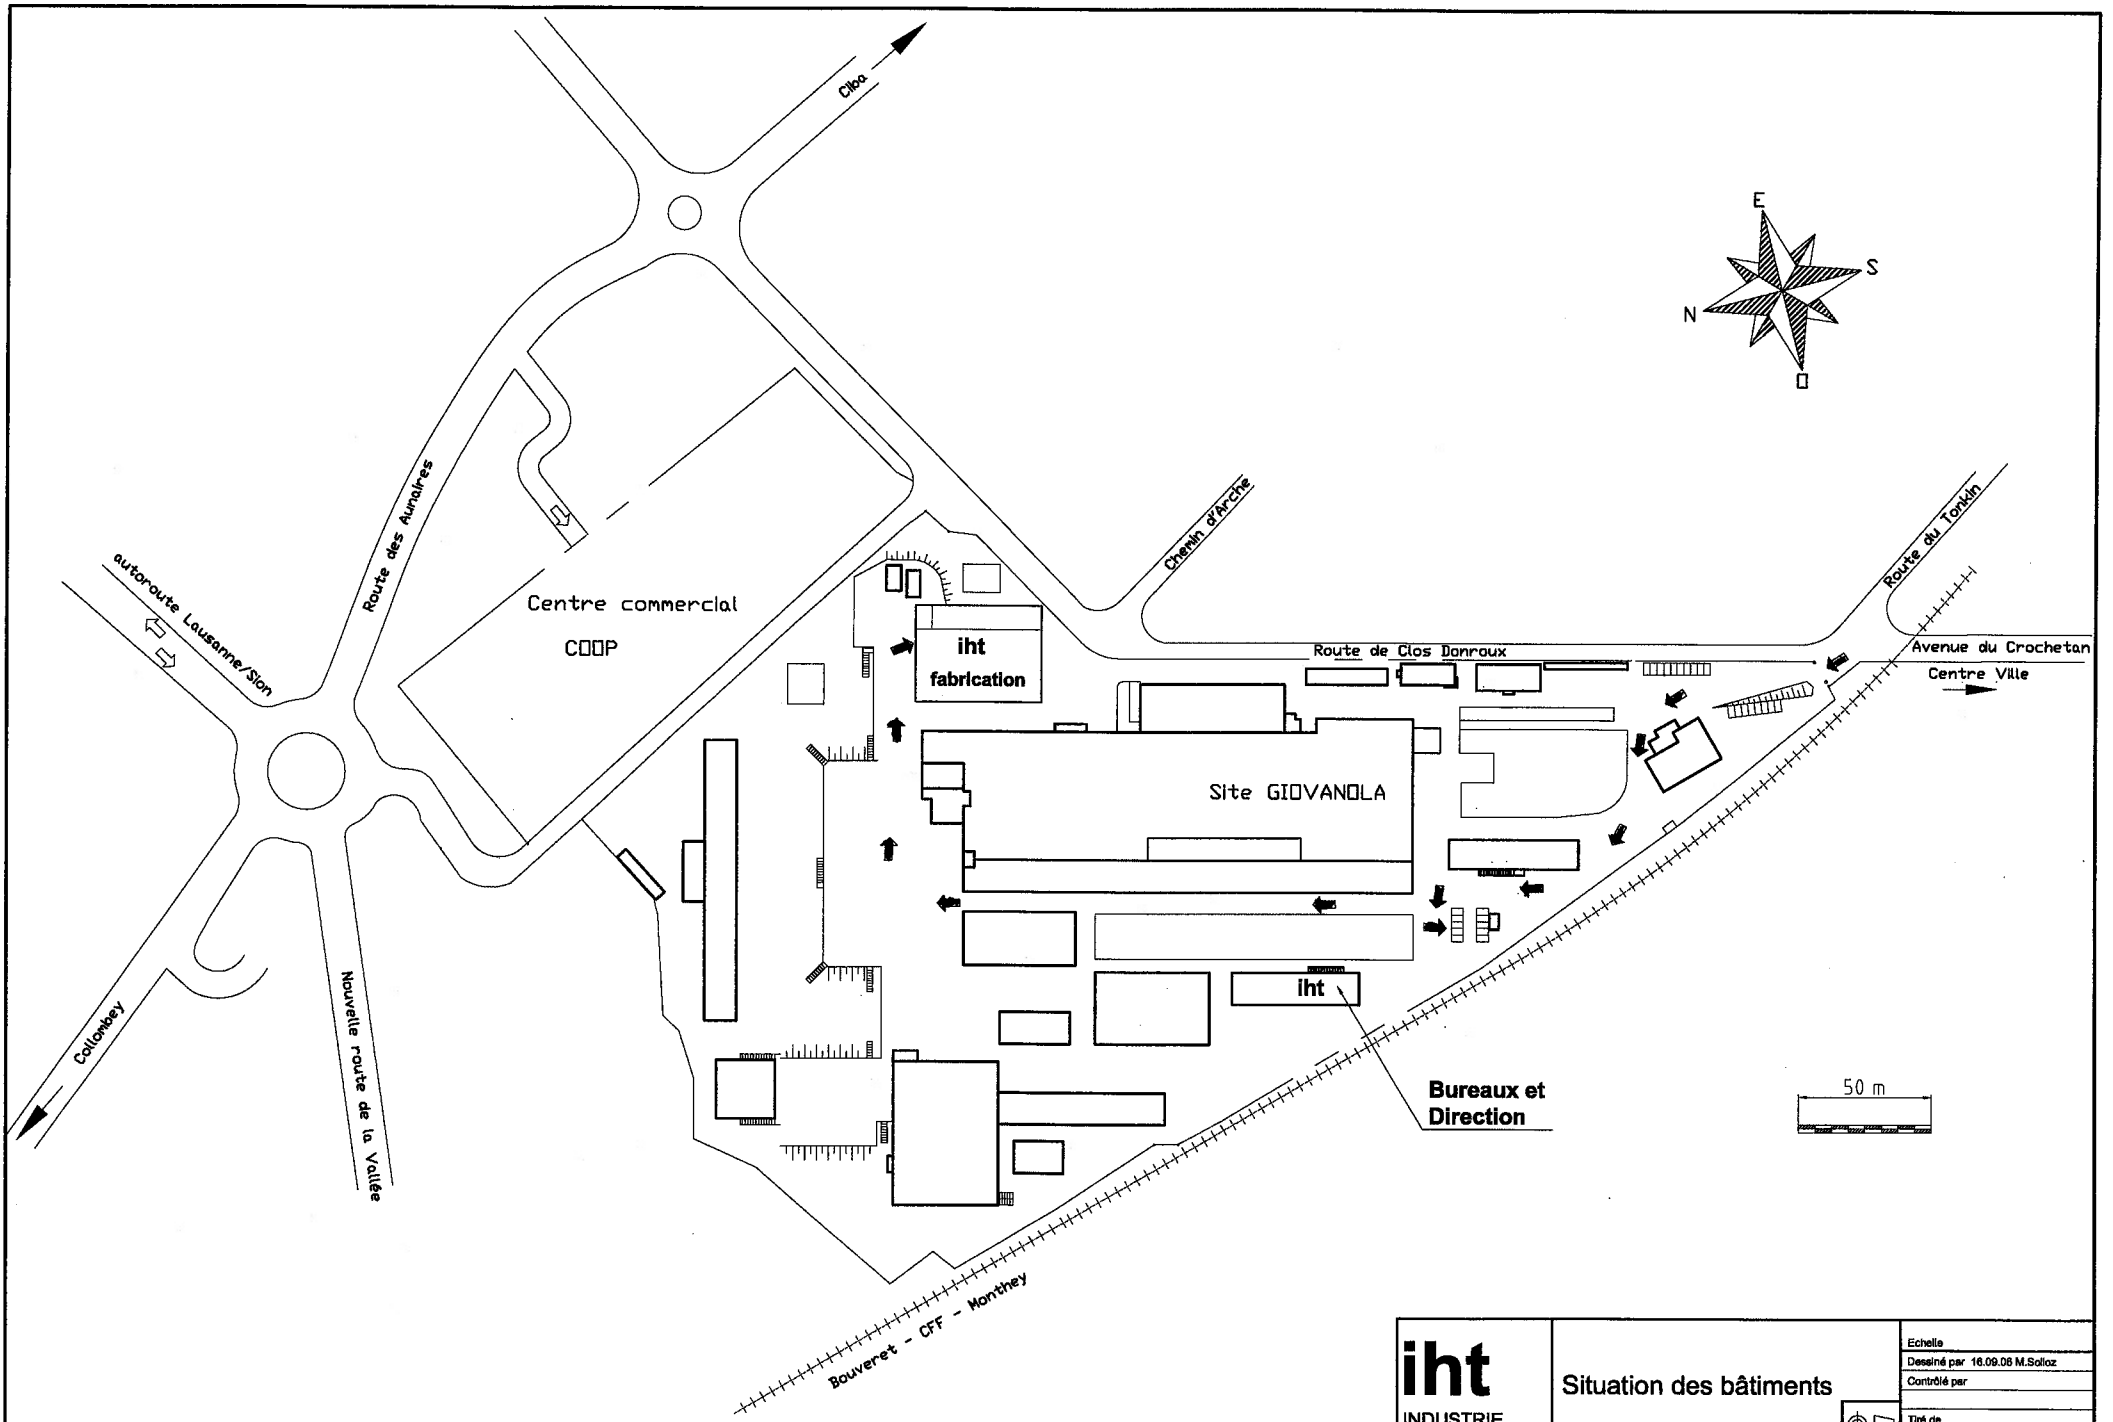 Ciba
E
S
N
O
Route des Aunaires
Chemin d'Arche
Route du Tonkin
autoroute Lausanne/Sion
Centre commercial
COOP
iht
fabrication
Route de Clos Donroux
Avenue du Crochetan
Centre Ville
Site GIOVANOLA
iht
Collombey
Nouvelle route de la Vallée
Bureaux et
Direction
50 m
Bouveret - CFF - Monthey
iht
INDUSTRIE
Situation des bâtiments
Echelle
Dessiné par 16.09.06 M.Solioz
Contrôlé par
Tiré de